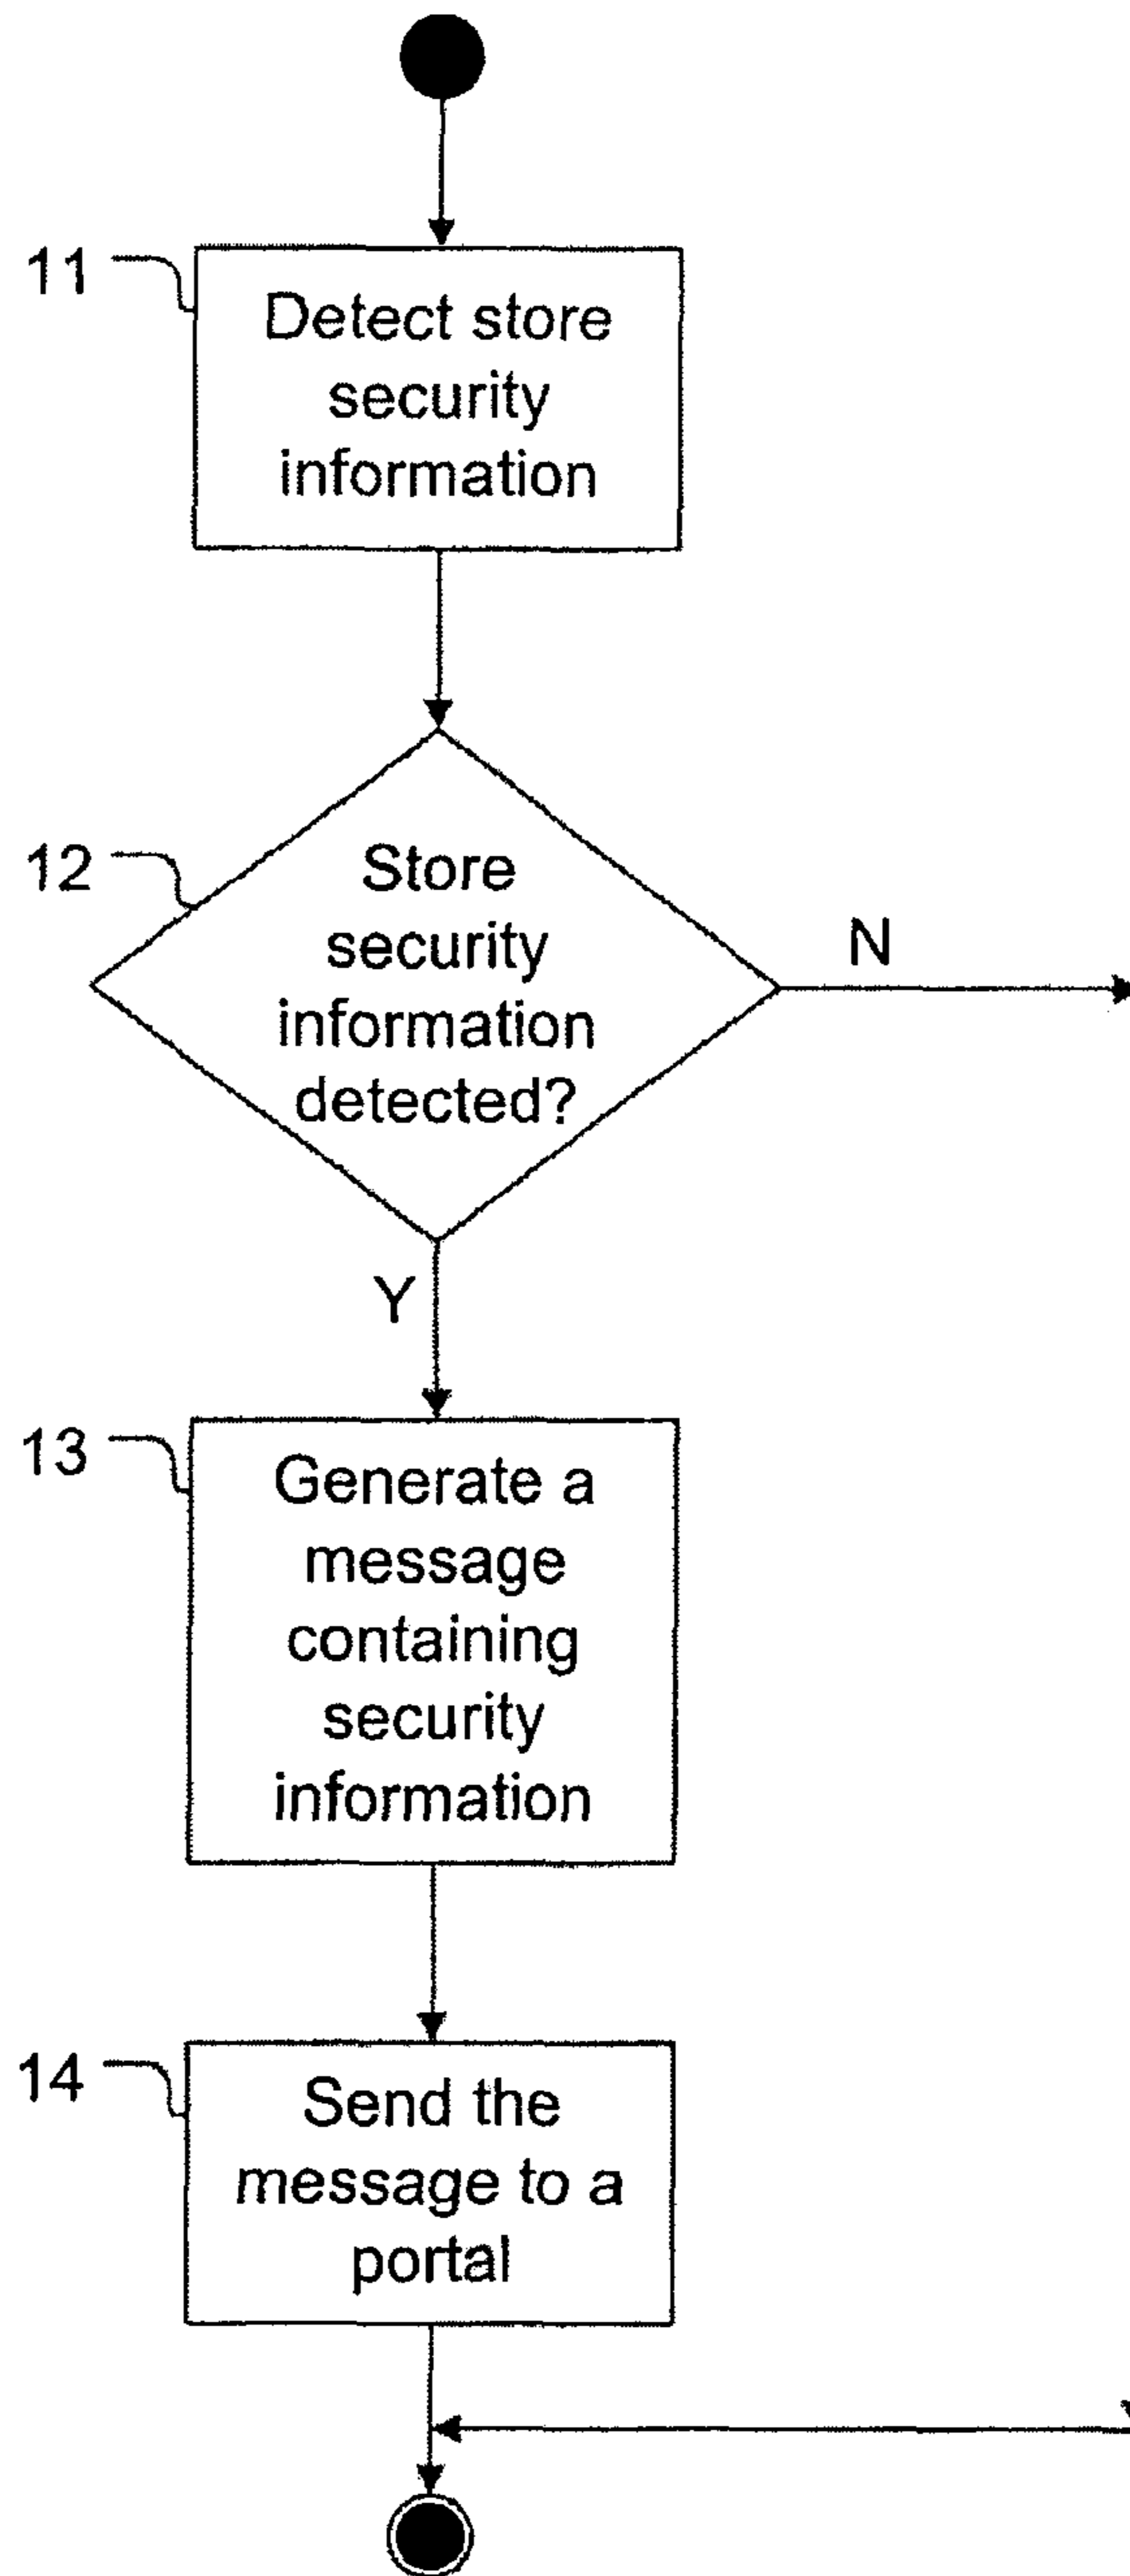 11
Detect store
security
information
12
Store
security
information
detected?
N
Y
13
Generate a
message
containing
security
information
14
Send the
message to a
portal